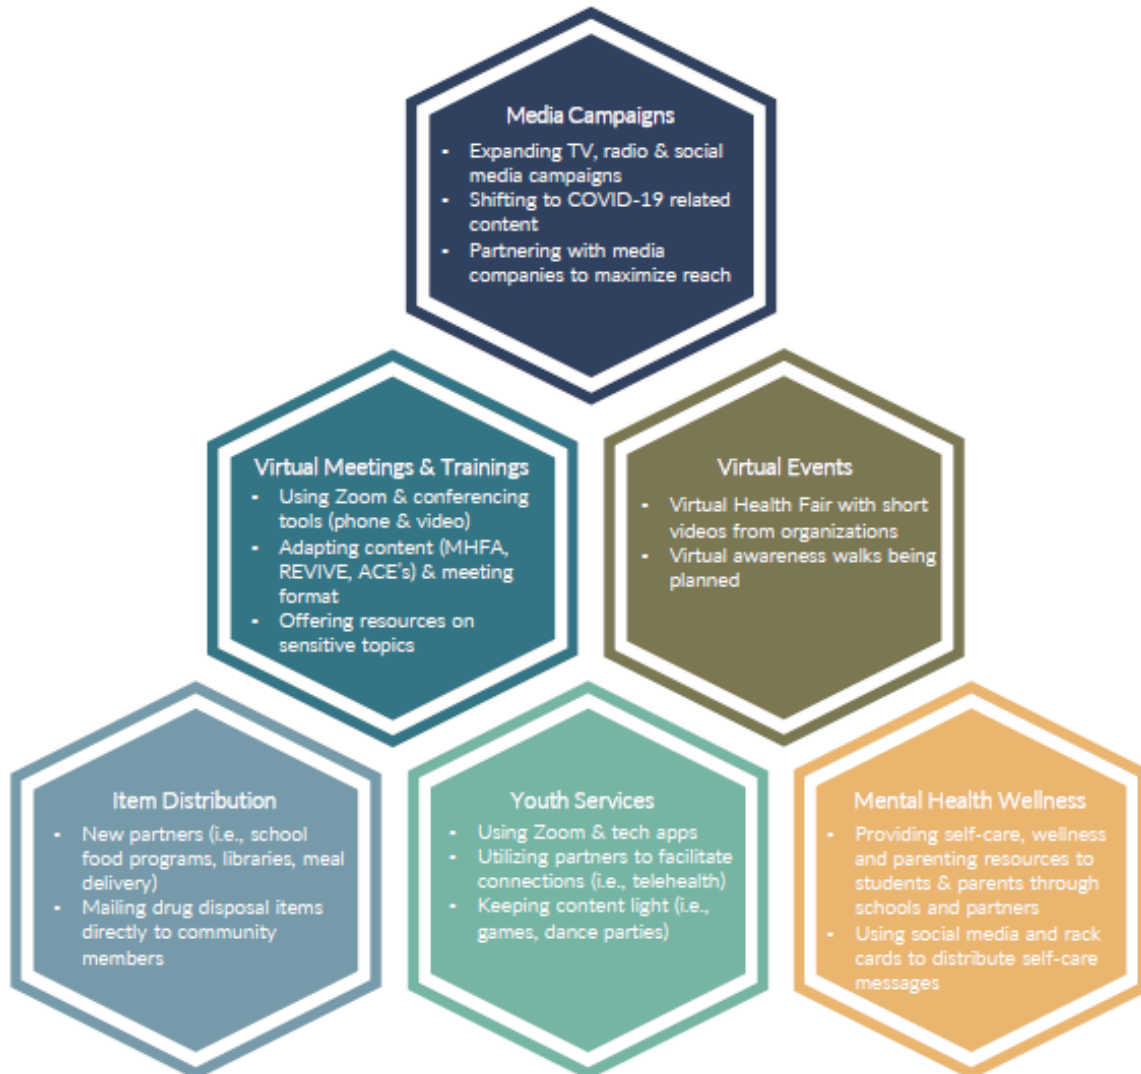 Media Campaigns
- Expanding TV, radio & social
media campaigns
- Shifting to COVID-19 related
content
- Partnering with media
companies to maximize reach
Virtual Meetings & Trainings
- Using Zoom & conferencing
tools (phone & video)
- Adapting content (MHFA,
REVIVE, ACE's) & meeting
format
- Offering resources on
sensitive topics
Virtual Events
- Virtual Health Fair with short
videos from organizations
- Virtual awareness walks being
planned
Item Distribution
- New partners (i.e., school
food programs, libraries, meal
delivery)
- Mailing drug disposal items
directly to community
members
Youth Services
- Using Zoom & tech apps
- Utilizing partners to facilitate
connections (i.e., telehealth)
- Keeping content light (i.e.,
games, dance parties)
Mental Health Wellness
- Providing self-care, wellness
and parenting resources to
students & parents through
schools and partners
- Using social media and rack
cards to distribute self-care
messages